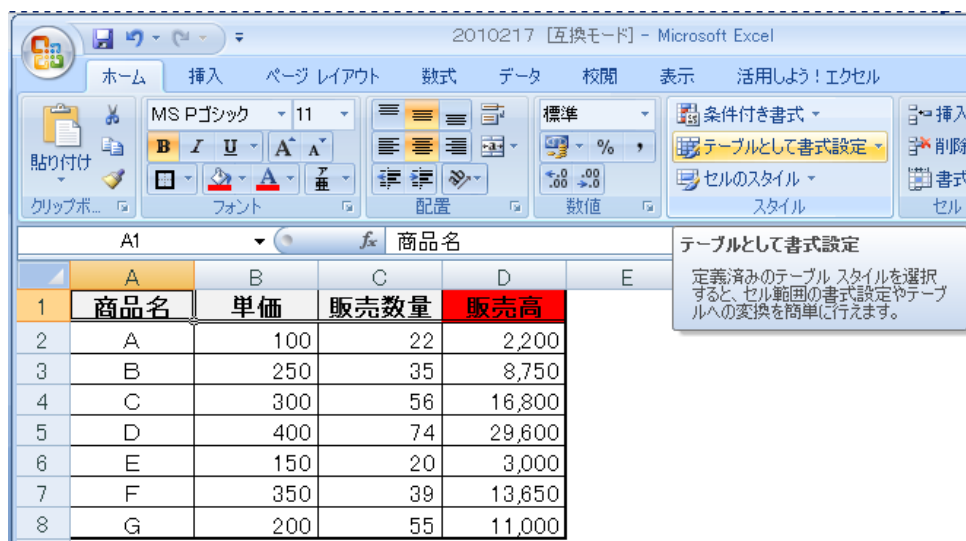 2010217 [互換モード] - Microsoft Excel
ホーム 挿入 ページ レイアウト 数式 データ 校閲 表示 活用しよう！エクセル
貼り付け
クリップボ...
MS Pゴシック 11
B I U A A
A ア亜
フォント
配置
標準
% ,
.0 .00 .00 .0
数値
条件付き書式
テーブルとして書式設定
セルのスタイル
スタイル
挿入
削除
書式
セル
A1 fx 商品名
テーブルとして書式設定
定義済みのテーブル スタイルを選択
すると、セル範囲の書式設定やテーブ
ルへの変換を簡単に行えます。
A B C D E
1 商品名 単価 販売数量 販売高
2 A 100 22 2,200
3 B 250 35 8,750
4 C 300 56 16,800
5 D 400 74 29,600
6 E 150 20 3,000
7 F 350 39 13,650
8 G 200 55 11,000